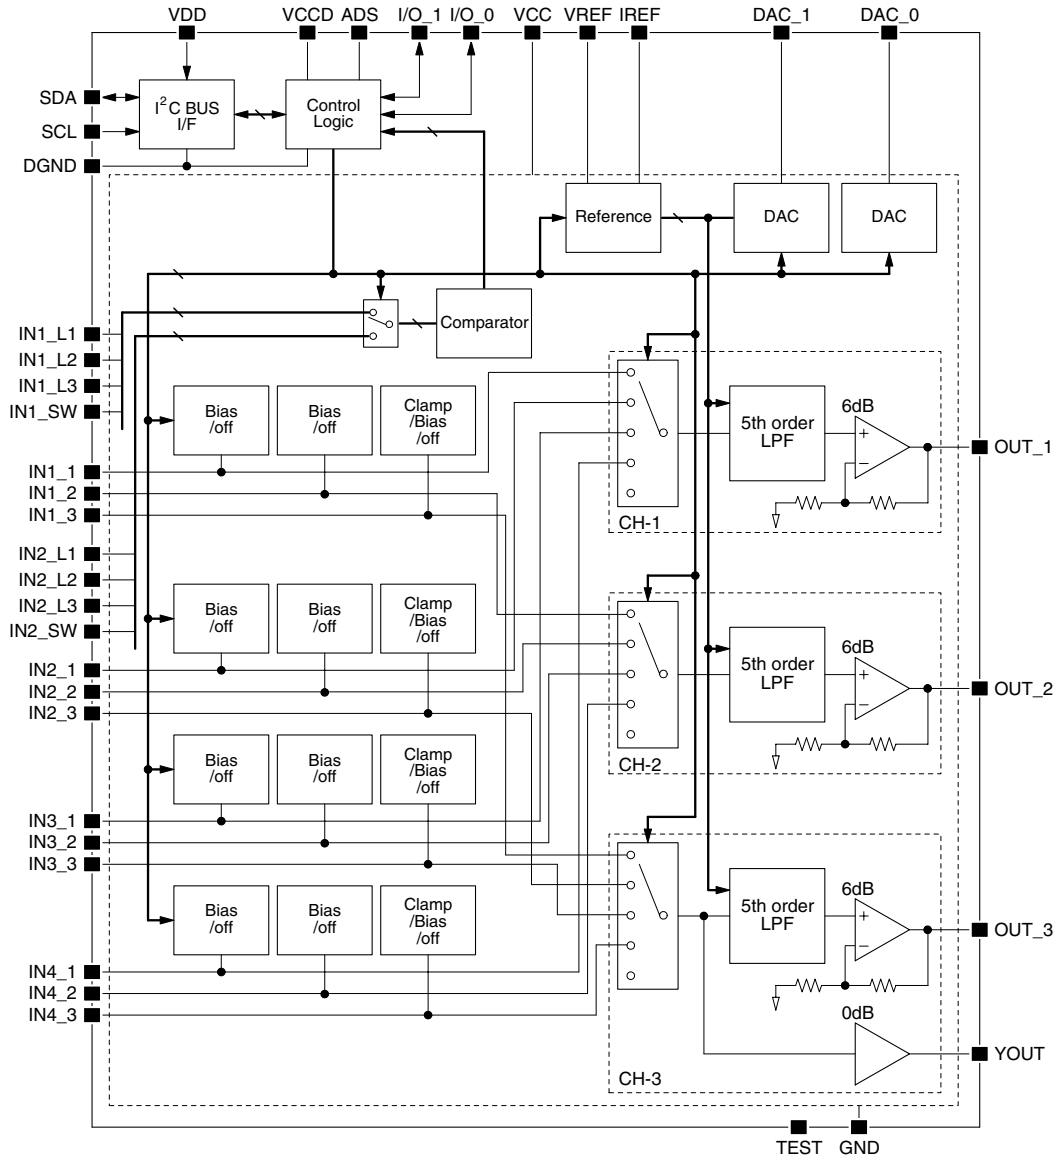 VDD VCCD ADS I/O_1 I/O_0 VCC VREF IREF DAC_1 DAC_0
SDA
SCL
DGND
I2C BUS
I/F
Control
Logic
Reference
DAC
DAC
Comparator
IN1_L1
IN1_L2
IN1_L3
IN1_SW
Bias
/off
Bias
/off
Clamp
/Bias
/off
5th order
LPF
6dB
+
−
OUT_1
CH-1
IN1_1
IN1_2
IN1_3
IN2_L1
IN2_L2
IN2_L3
IN2_SW
Bias
/off
Bias
/off
Clamp
/Bias
/off
5th order
LPF
6dB
+
−
OUT_2
CH-2
IN2_1
IN2_2
IN2_3
Bias
/off
Bias
/off
Clamp
/Bias
/off
IN3_1
IN3_2
IN3_3
Bias
/off
Bias
/off
Clamp
/Bias
/off
5th order
LPF
6dB
+
−
OUT_3
IN4_1
IN4_2
IN4_3
0dB
YOUT
CH-3
TEST GND